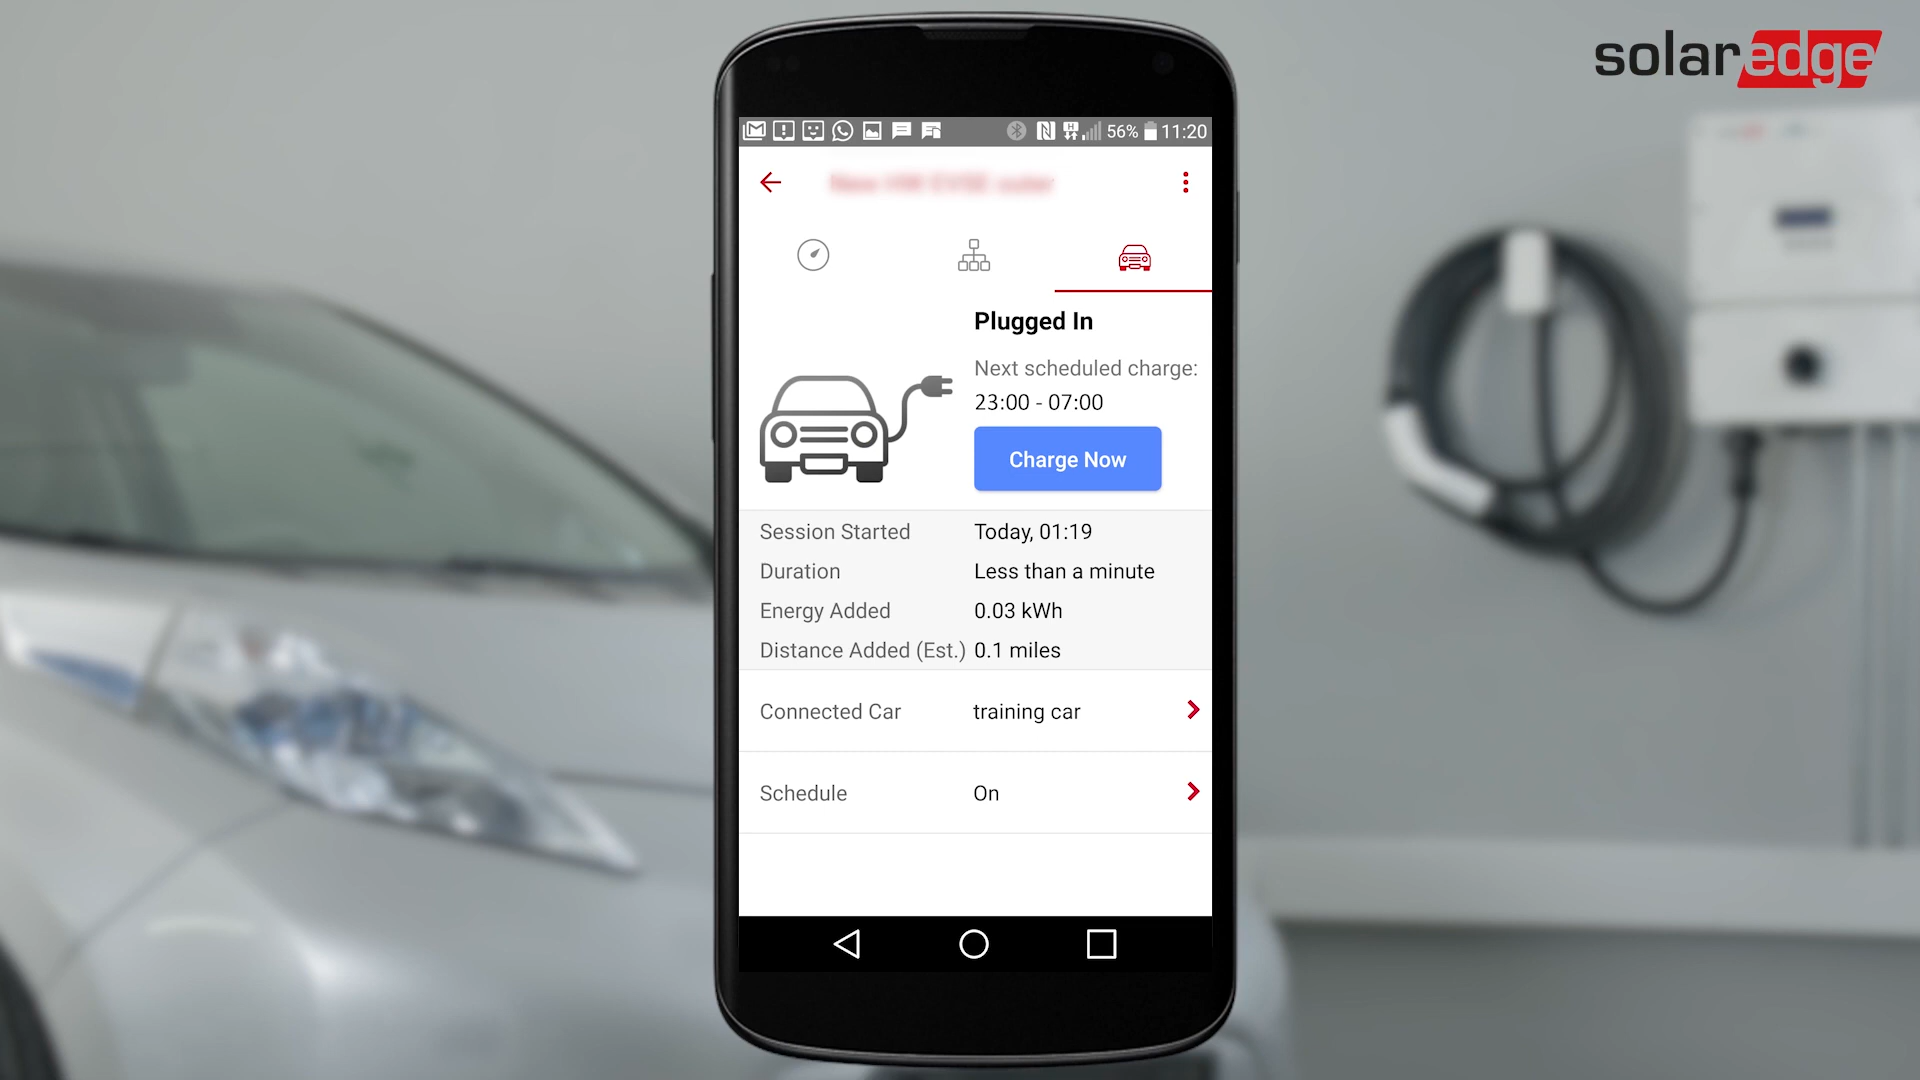 solaredge
56% 11:20
Plugged In
Next scheduled charge:
23:00 - 07:00
Charge Now
Session Started Today, 01:19
Duration Less than a minute
Energy Added 0.03 kWh
Distance Added (Est.) 0.1 miles
Connected Car training car
Schedule On